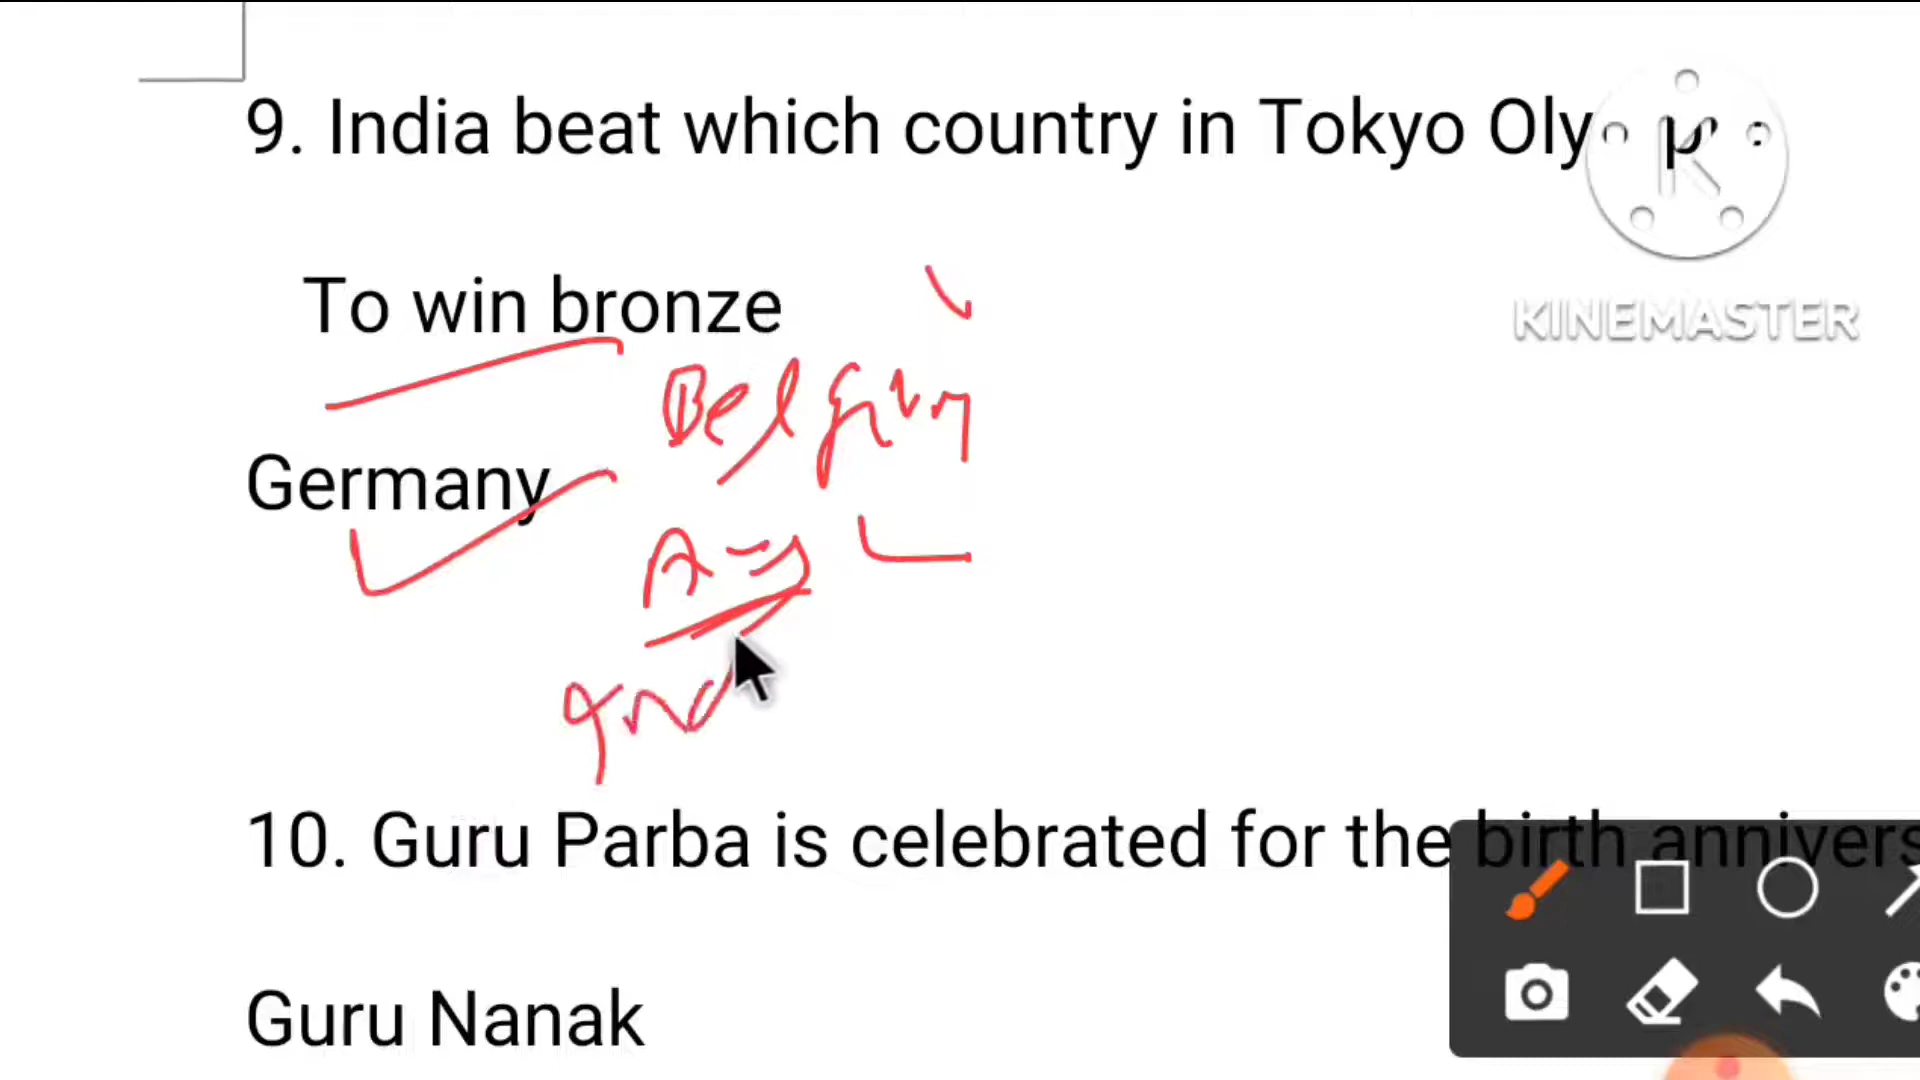 9. India beat which country in Tokyo Oly
KINEMASTER
To win bronze
Belgium
Germany
10. Guru Parba is celebrated for the birth annivers
Guru Nanak